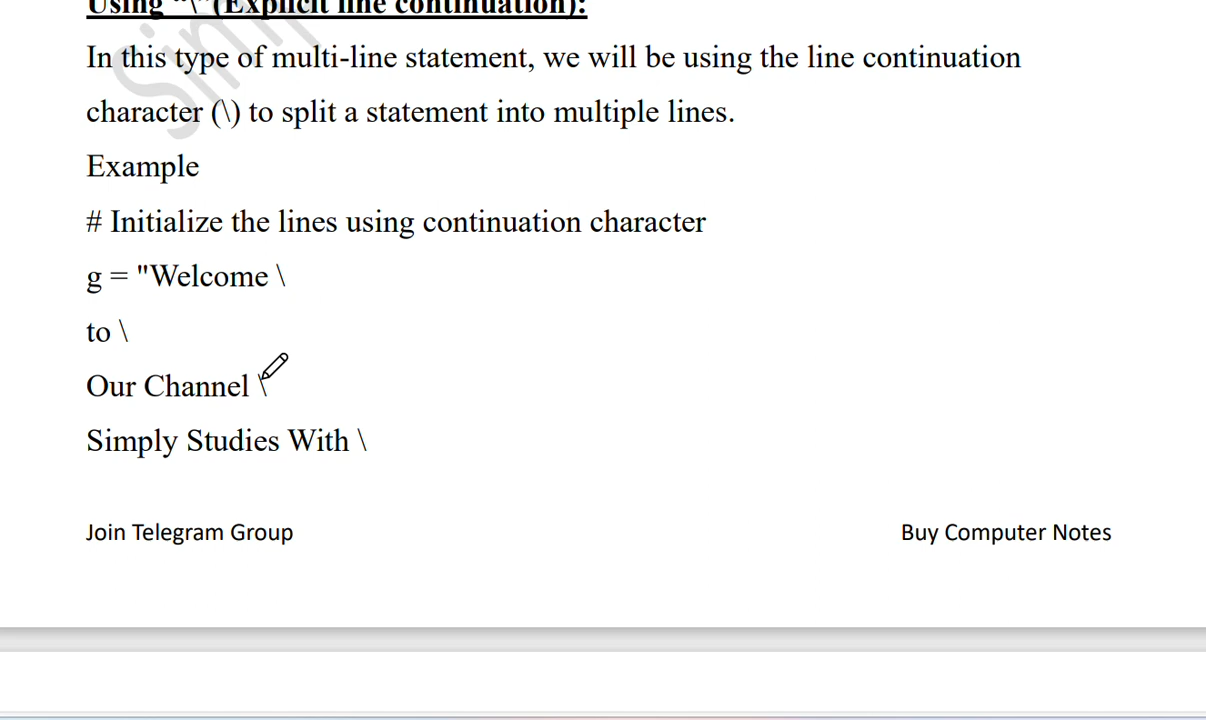 Using "\"(Explicit line continuation):
In this type of multi-line statement, we will be using the line continuation
character (\) to split a statement into multiple lines.
Example
# Initialize the lines using continuation character
g = "Welcome \
to \
Our Channel \
Simply Studies With \
Join Telegram Group
Buy Computer Notes